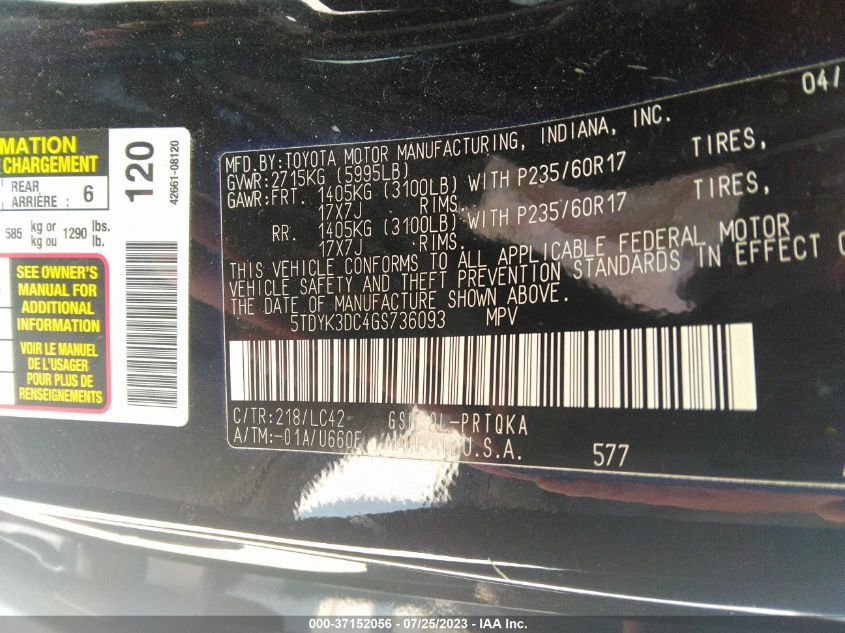 MATION
CHARGEMENT
REAR
ARRIÈRE : 6
585 kg or
kg ou 1290 lbs.
lb.
SEE OWNER'S
MANUAL FOR
ADDITIONAL
INFORMATION
VOIR LE MANUEL
DE L'USAGER
POUR PLUS DE
RENSEIGNEMENTS
120
42661-08120
04/
MFD.BY:TOYOTA MOTOR MANUFACTURING, INDIANA, INC.
GVWR:2715KG (5995LB)
GAWR:FRT. 1405KG (3100LB) WITH P235/60R17 TIRES,
17X7J RIMS.
RR. 1405KG (3100LB) WITH P235/60R17 TIRES,
17X7J RIMS.
THIS VEHICLE CONFORMS TO ALL APPLICABLE FEDERAL MOTOR
VEHICLE SAFETY AND THEFT PREVENTION STANDARDS IN EFFECT
THE DATE OF MANUFACTURE SHOWN ABOVE.
5TDYK3DC4GS736093 MPV
C/TR:218/LC42 -PRTQKA
A/TM:-01A/U660E U.S.A.
577
000-37152056 / 07/25/2023 - © IAA Inc.